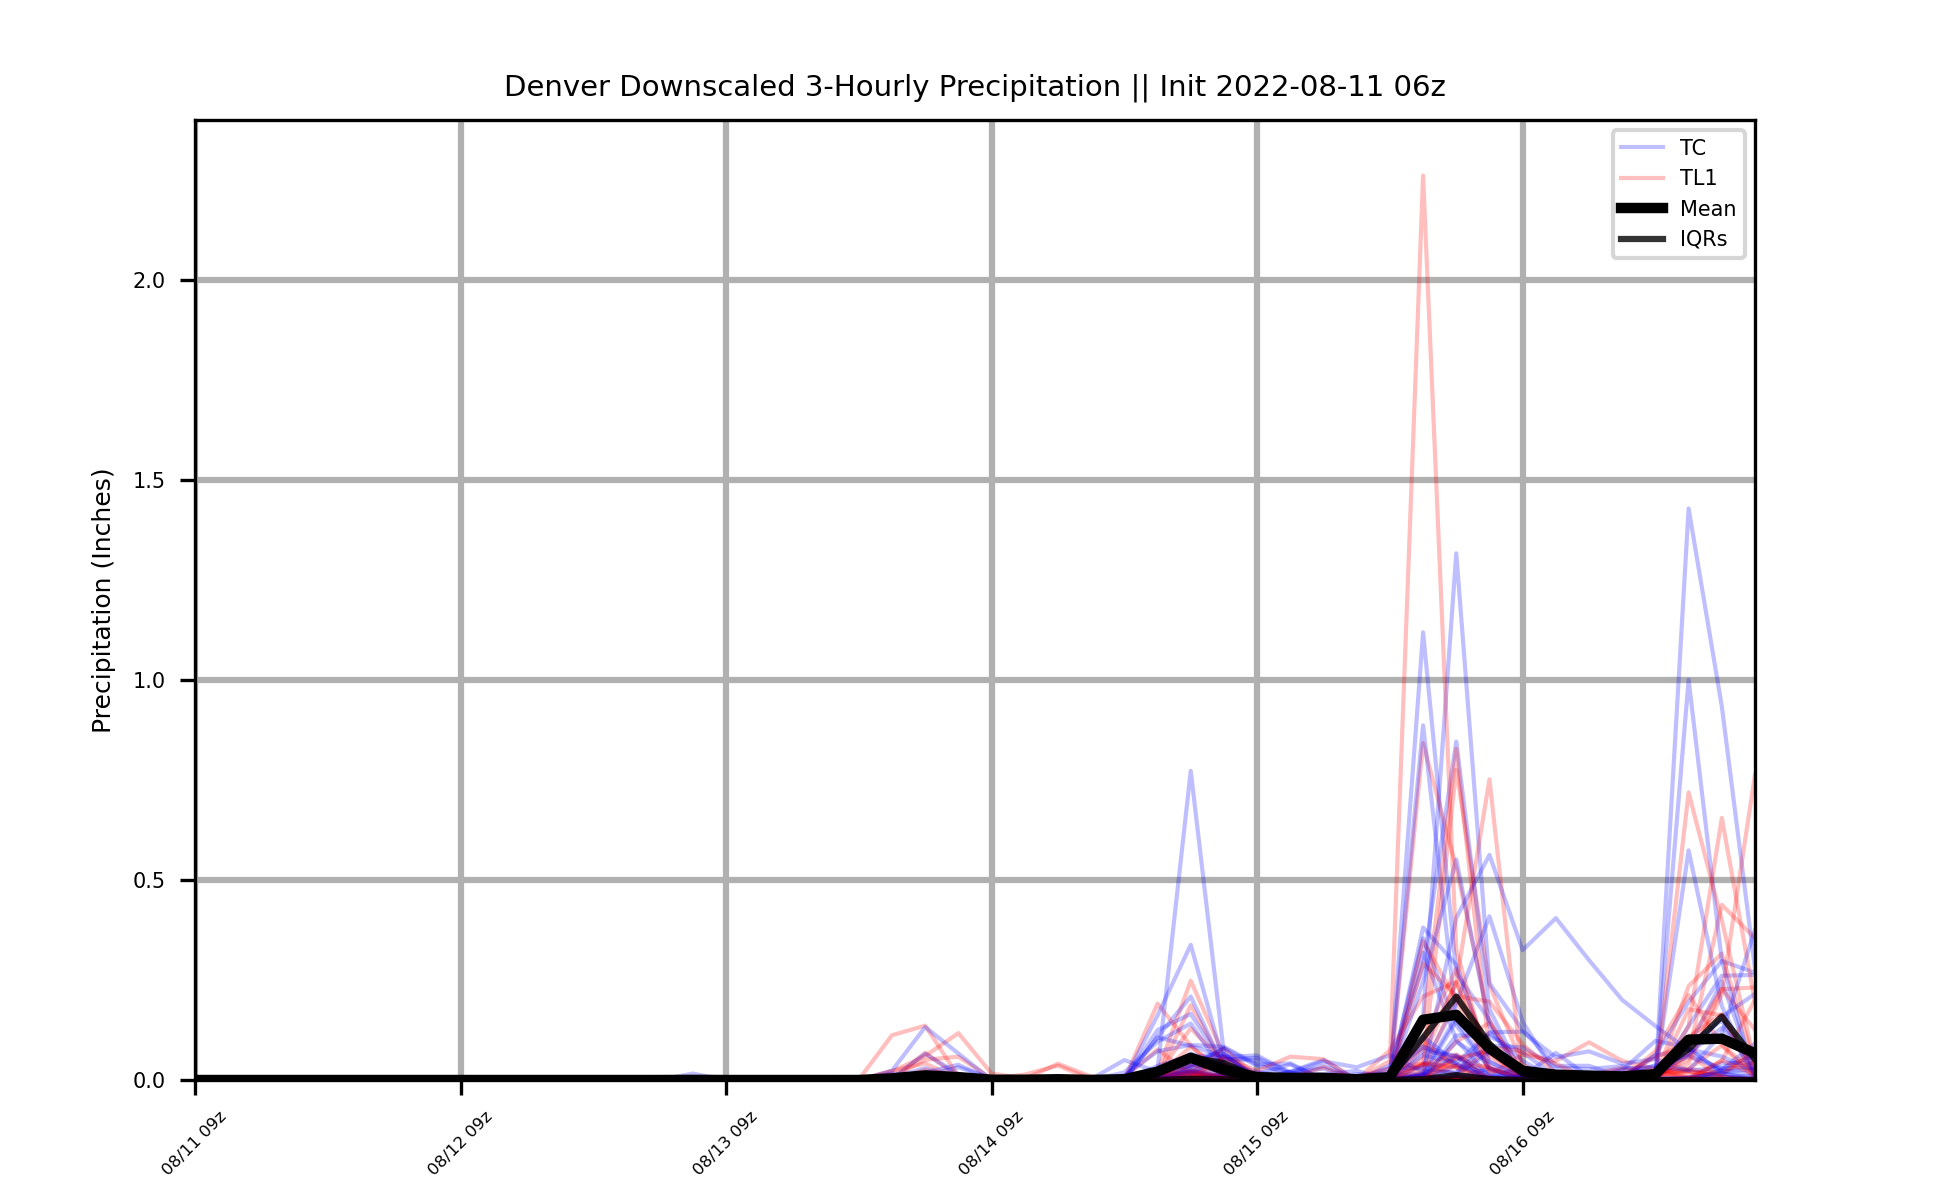 Denver Downscaled 3-Hourly Precipitation || Init 2022-08-11 06z
TC
TL1
Mean
IQRs
Precipitation (Inches)
2.0
1.5
1.0
0.5
0.0
08/11 09z
08/12 09z
08/13 09z
08/14 09z
08/15 09z
08/16 09z